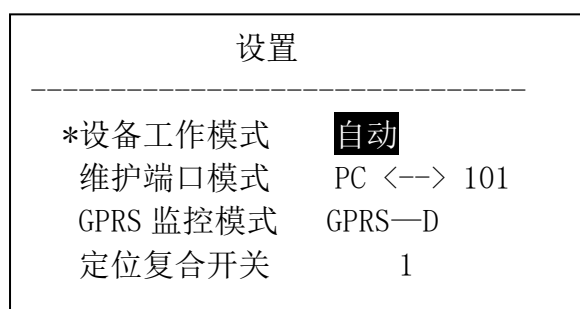 设置
--------------------------------
*设备工作模式 自动
维护端口模式 PC <--> 101
GPRS 监控模式 GPRS—D
定位复合开关 1